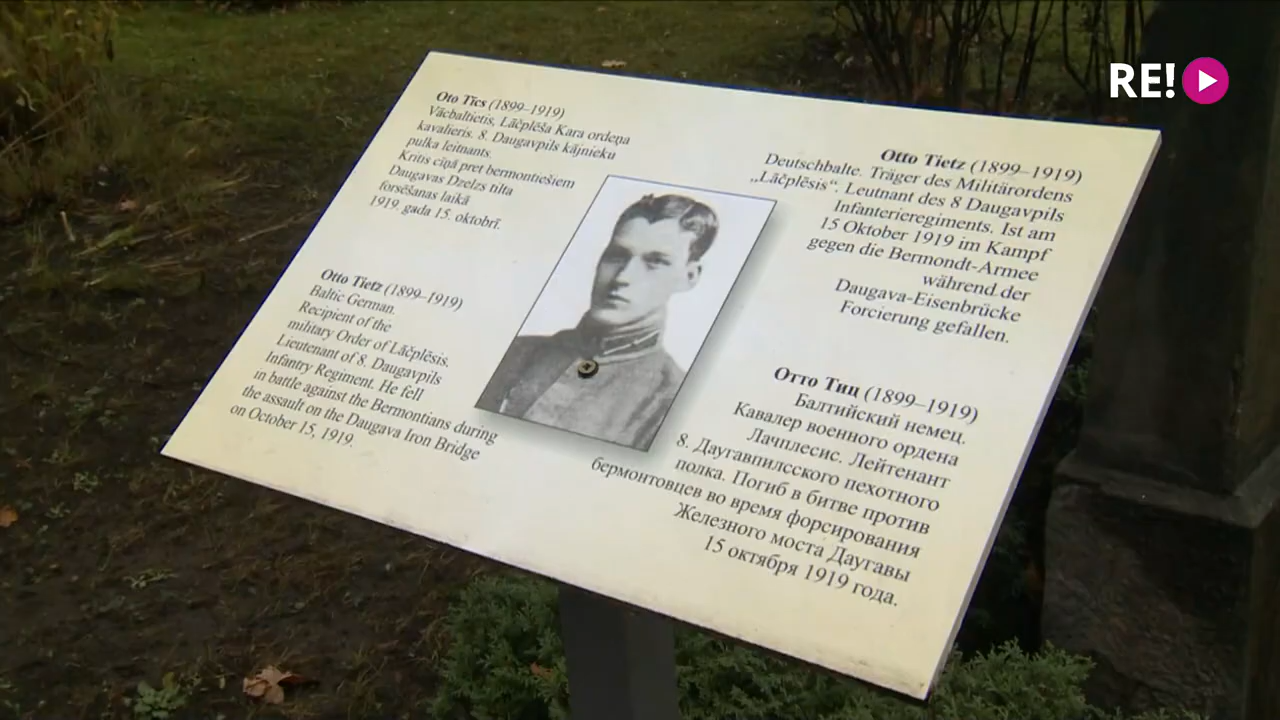 RE!
Oto Tīcs (1899–1919)
Vācbaltietis, Lāčplēša Kara ordeņa
kavalieris. 8. Daugavpils kājnieku
pulka leitnants.
Kritis cīņā pret bermontiešiem
Daugavas Dzelzs tilta
forsēšanas laikā
1919. gada 15. oktobrī.
Otto Tietz (1899–1919)
Deutschbalte. Träger des Militärordens
„Lāčplēsis“. Leutnant des 8 Daugavpils
Infanterieregiments. Ist am
15 Oktober 1919 im Kampf
gegen die Bermondt-Armee
während der
Daugava-Eisenbrücke
Forcierung gefallen.
Otto Tietz (1899–1919)
Baltic German.
Recipient of the
military Order of Lāčplēsis.
Lieutenant of 8. Daugavpils
Infantry Regiment. He fell
in battle against the Bermontians during
the assault on the Daugava Iron Bridge
on October 15, 1919.
Отто Тиц (1899–1919)
Балтийский немец.
Кавалер военного ордена
Лачплесис. Лейтенант
8. Даугавпилсского пехотного
полка. Погиб в битве против
бермонтовцев во время форсирования
Железного моста Даугавы
15 октября 1919 года.